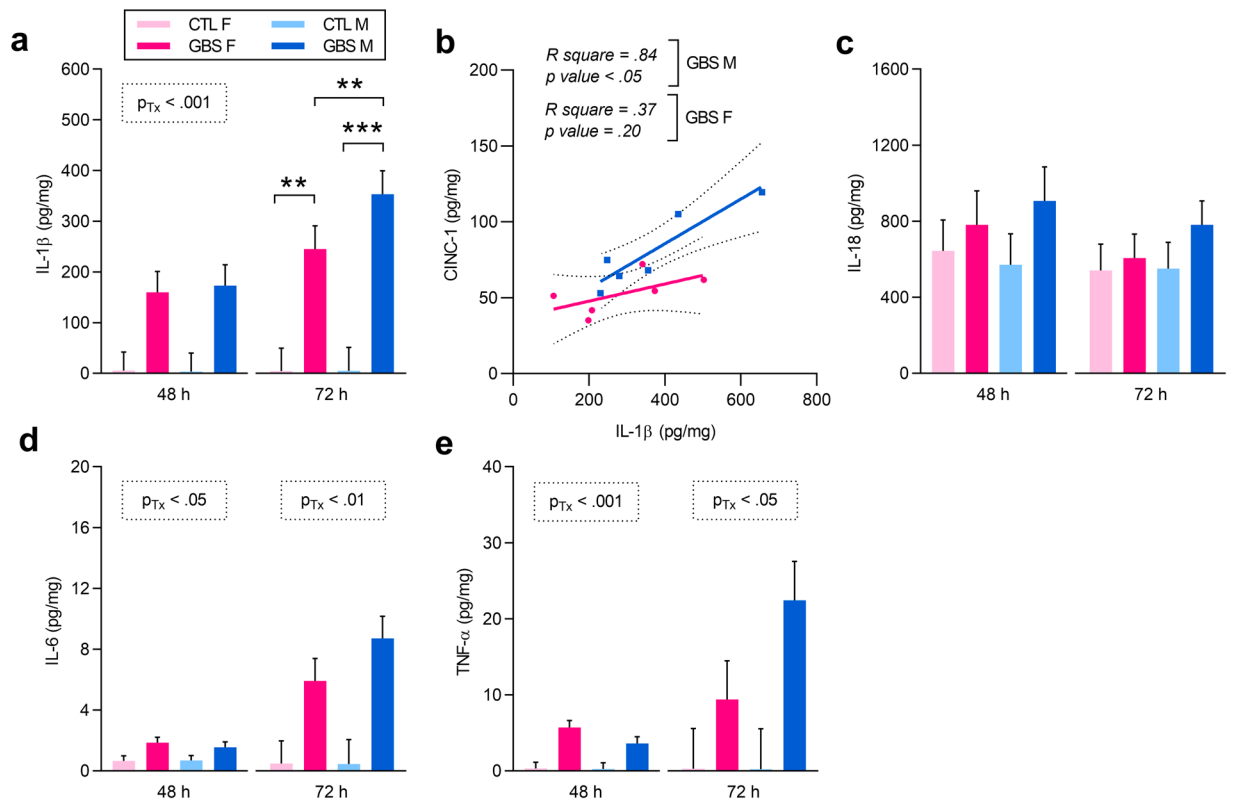 CTL F
CTL M
GBS F
GBS M
a
600
500
400
300
200
100
0
IL-1β (pg/mg)
pTx < .001
**
***
**
48 h
72 h
b
R square = .84
p value < .05
GBS M
R square = .37
p value = .20
GBS F
200
150
100
50
0
CINC-1 (pg/mg)
0
200
400
600
800
IL-1β (pg/mg)
c
1600
1200
800
400
0
IL-18 (pg/mg)
48 h
72 h
d
20
16
12
8
4
0
IL-6 (pg/mg)
pTx < .05
pTx < .01
48 h
72 h
e
40
30
20
10
0
TNF-α (pg/mg)
pTx < .001
pTx < .05
48 h
72 h